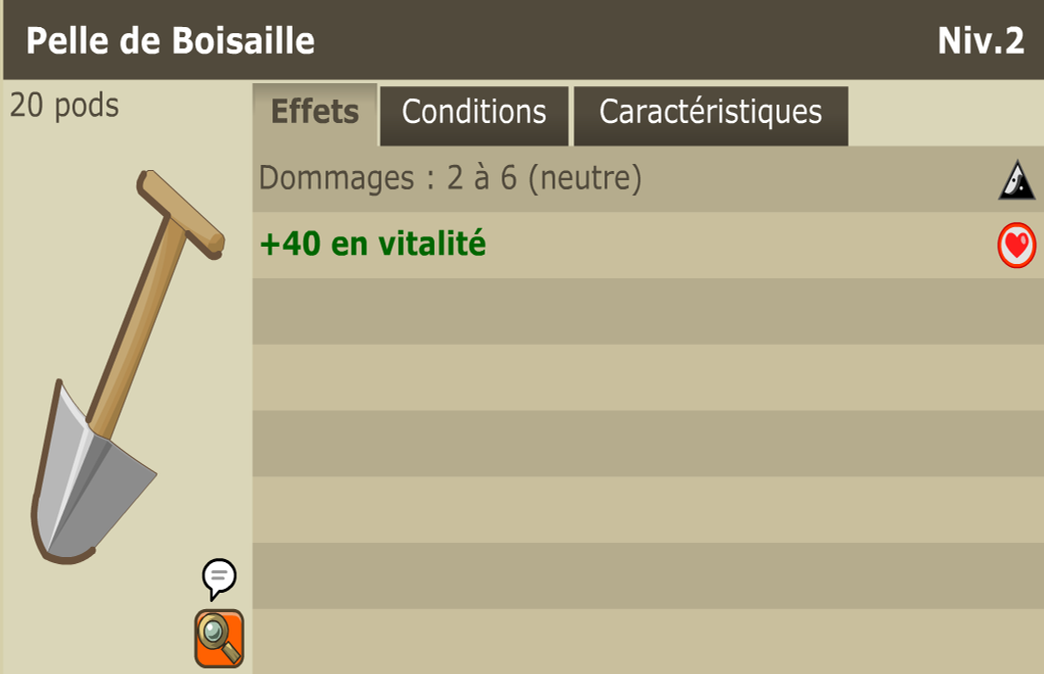 Pelle de Boisaille
Niv.2
20 pods
Effets
Conditions
Caractéristiques
Dommages : 2 à 6 (neutre)
+40 en vitalité